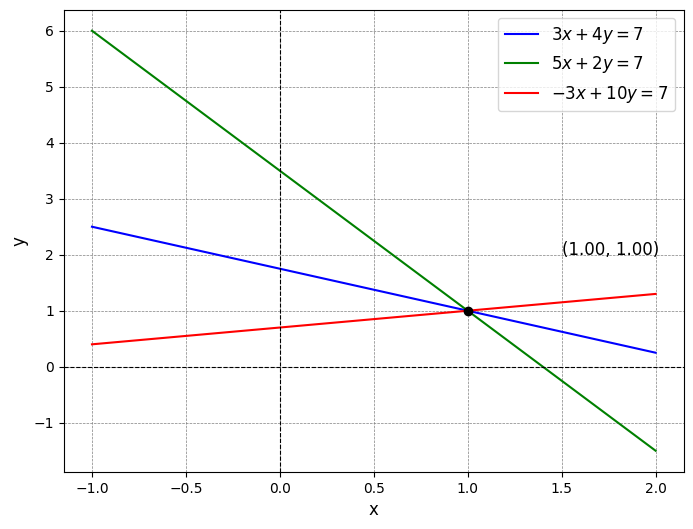 3x + 4y = 7
5x + 2y = 7
−3x + 10y = 7
(1.00, 1.00)
y
6
5
4
3
2
1
0
−1
−1.0 −0.5 0.0 0.5 1.0 1.5 2.0
x